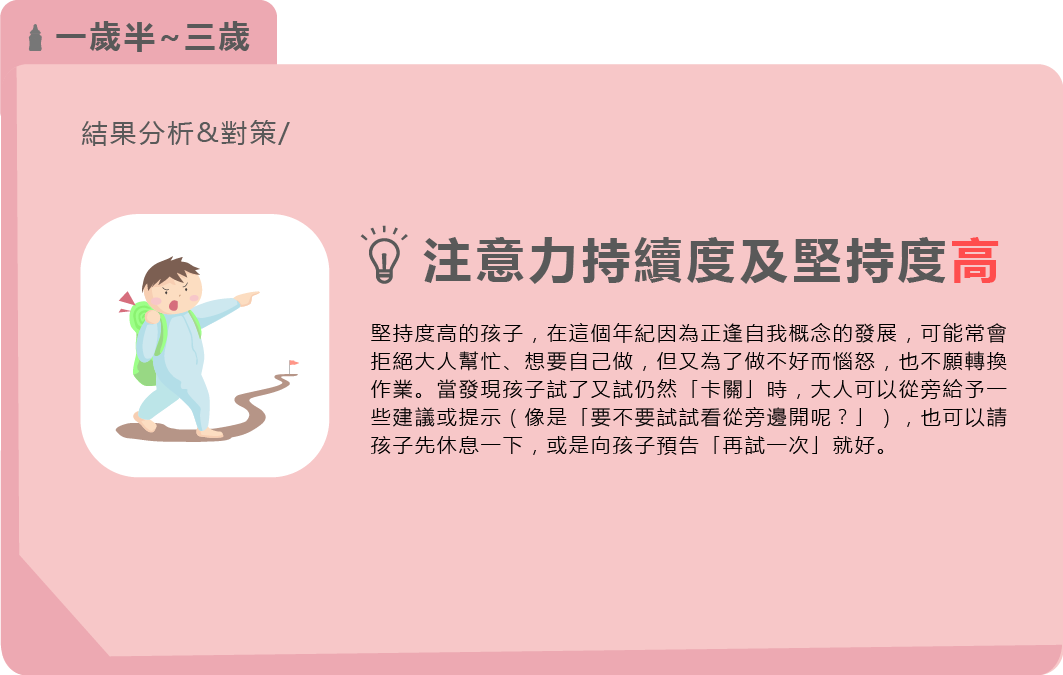 一歲半~三歲
結果分析&對策/
注意力持續度及堅持度高
堅持度高的孩子，在這個年紀因為正逢自我概念的發展，可能常會
拒絕大人幫忙、想要自己做，但又為了做不好而惱怒，也不願轉換
作業。當發現孩子試了又試仍然「卡關」時，大人可以從旁給予一
些建議或提示（像是「要不要試試看從旁邊開呢？」），也可以請
孩子先休息一下，或是向孩子預告「再試一次」就好。